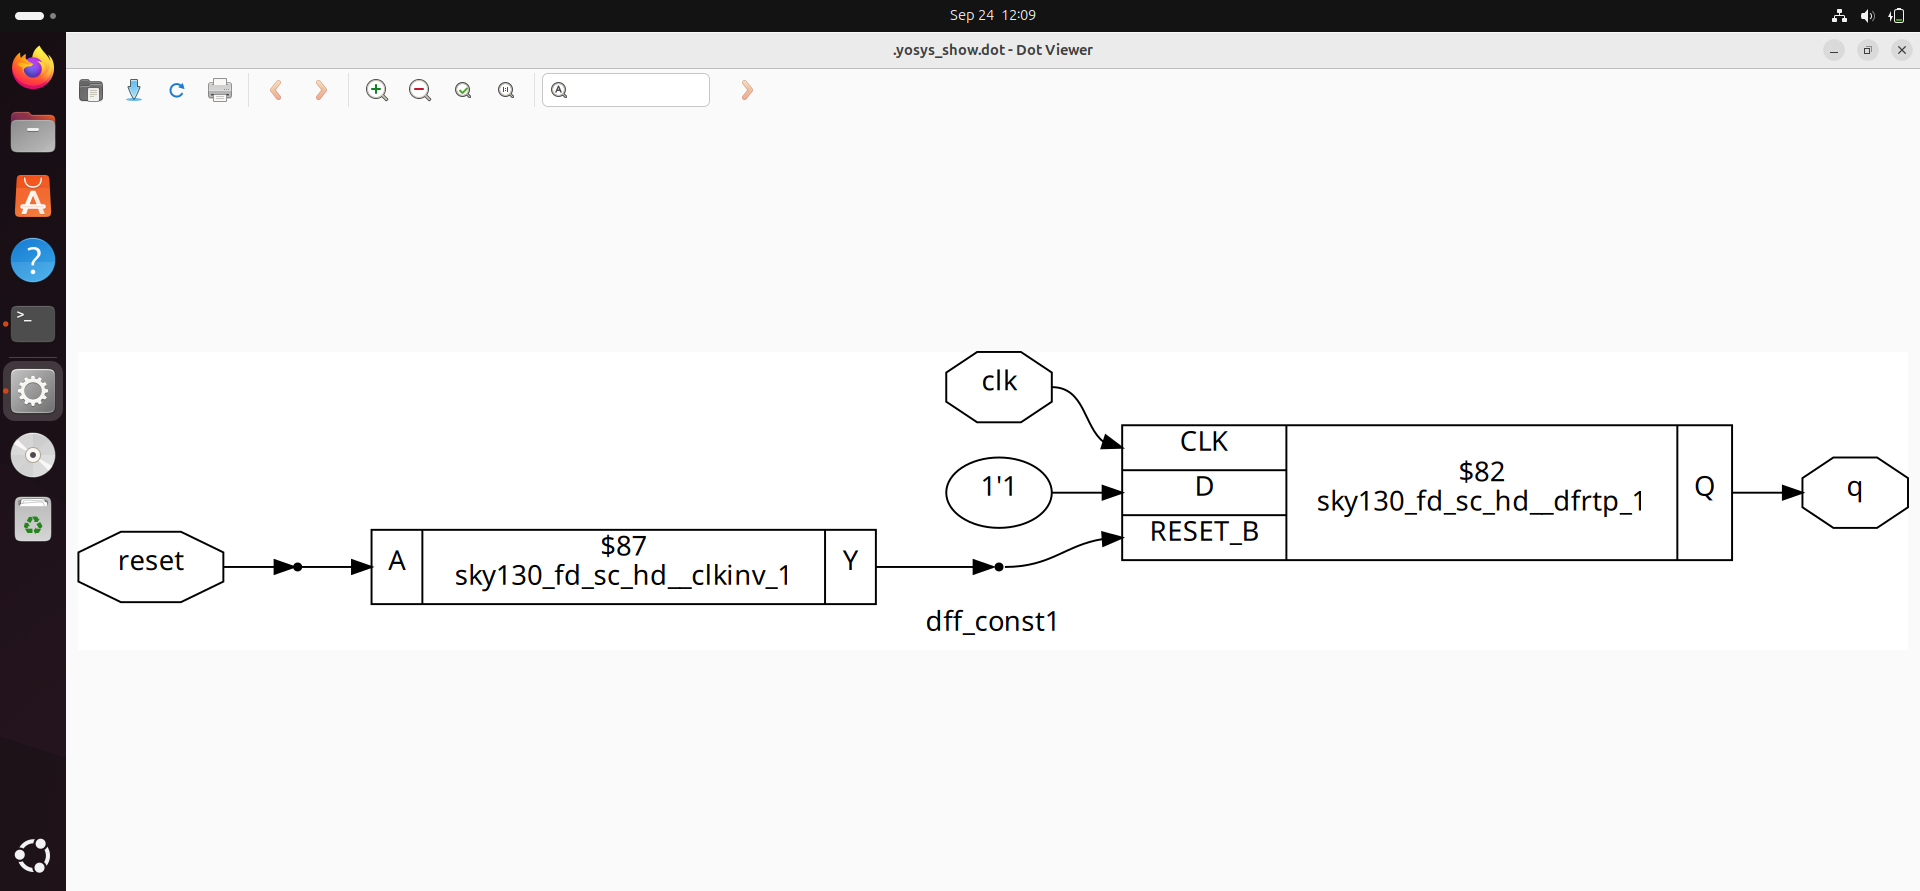 Sep 24 12:09
.yosys_show.dot - Dot Viewer
clk
CLK
1'1
D
$82
sky130_fd_sc_hd__dfrtp_1
Q
q
RESET_B
reset
A
$87
sky130_fd_sc_hd__clkinv_1
Y
dff_const1